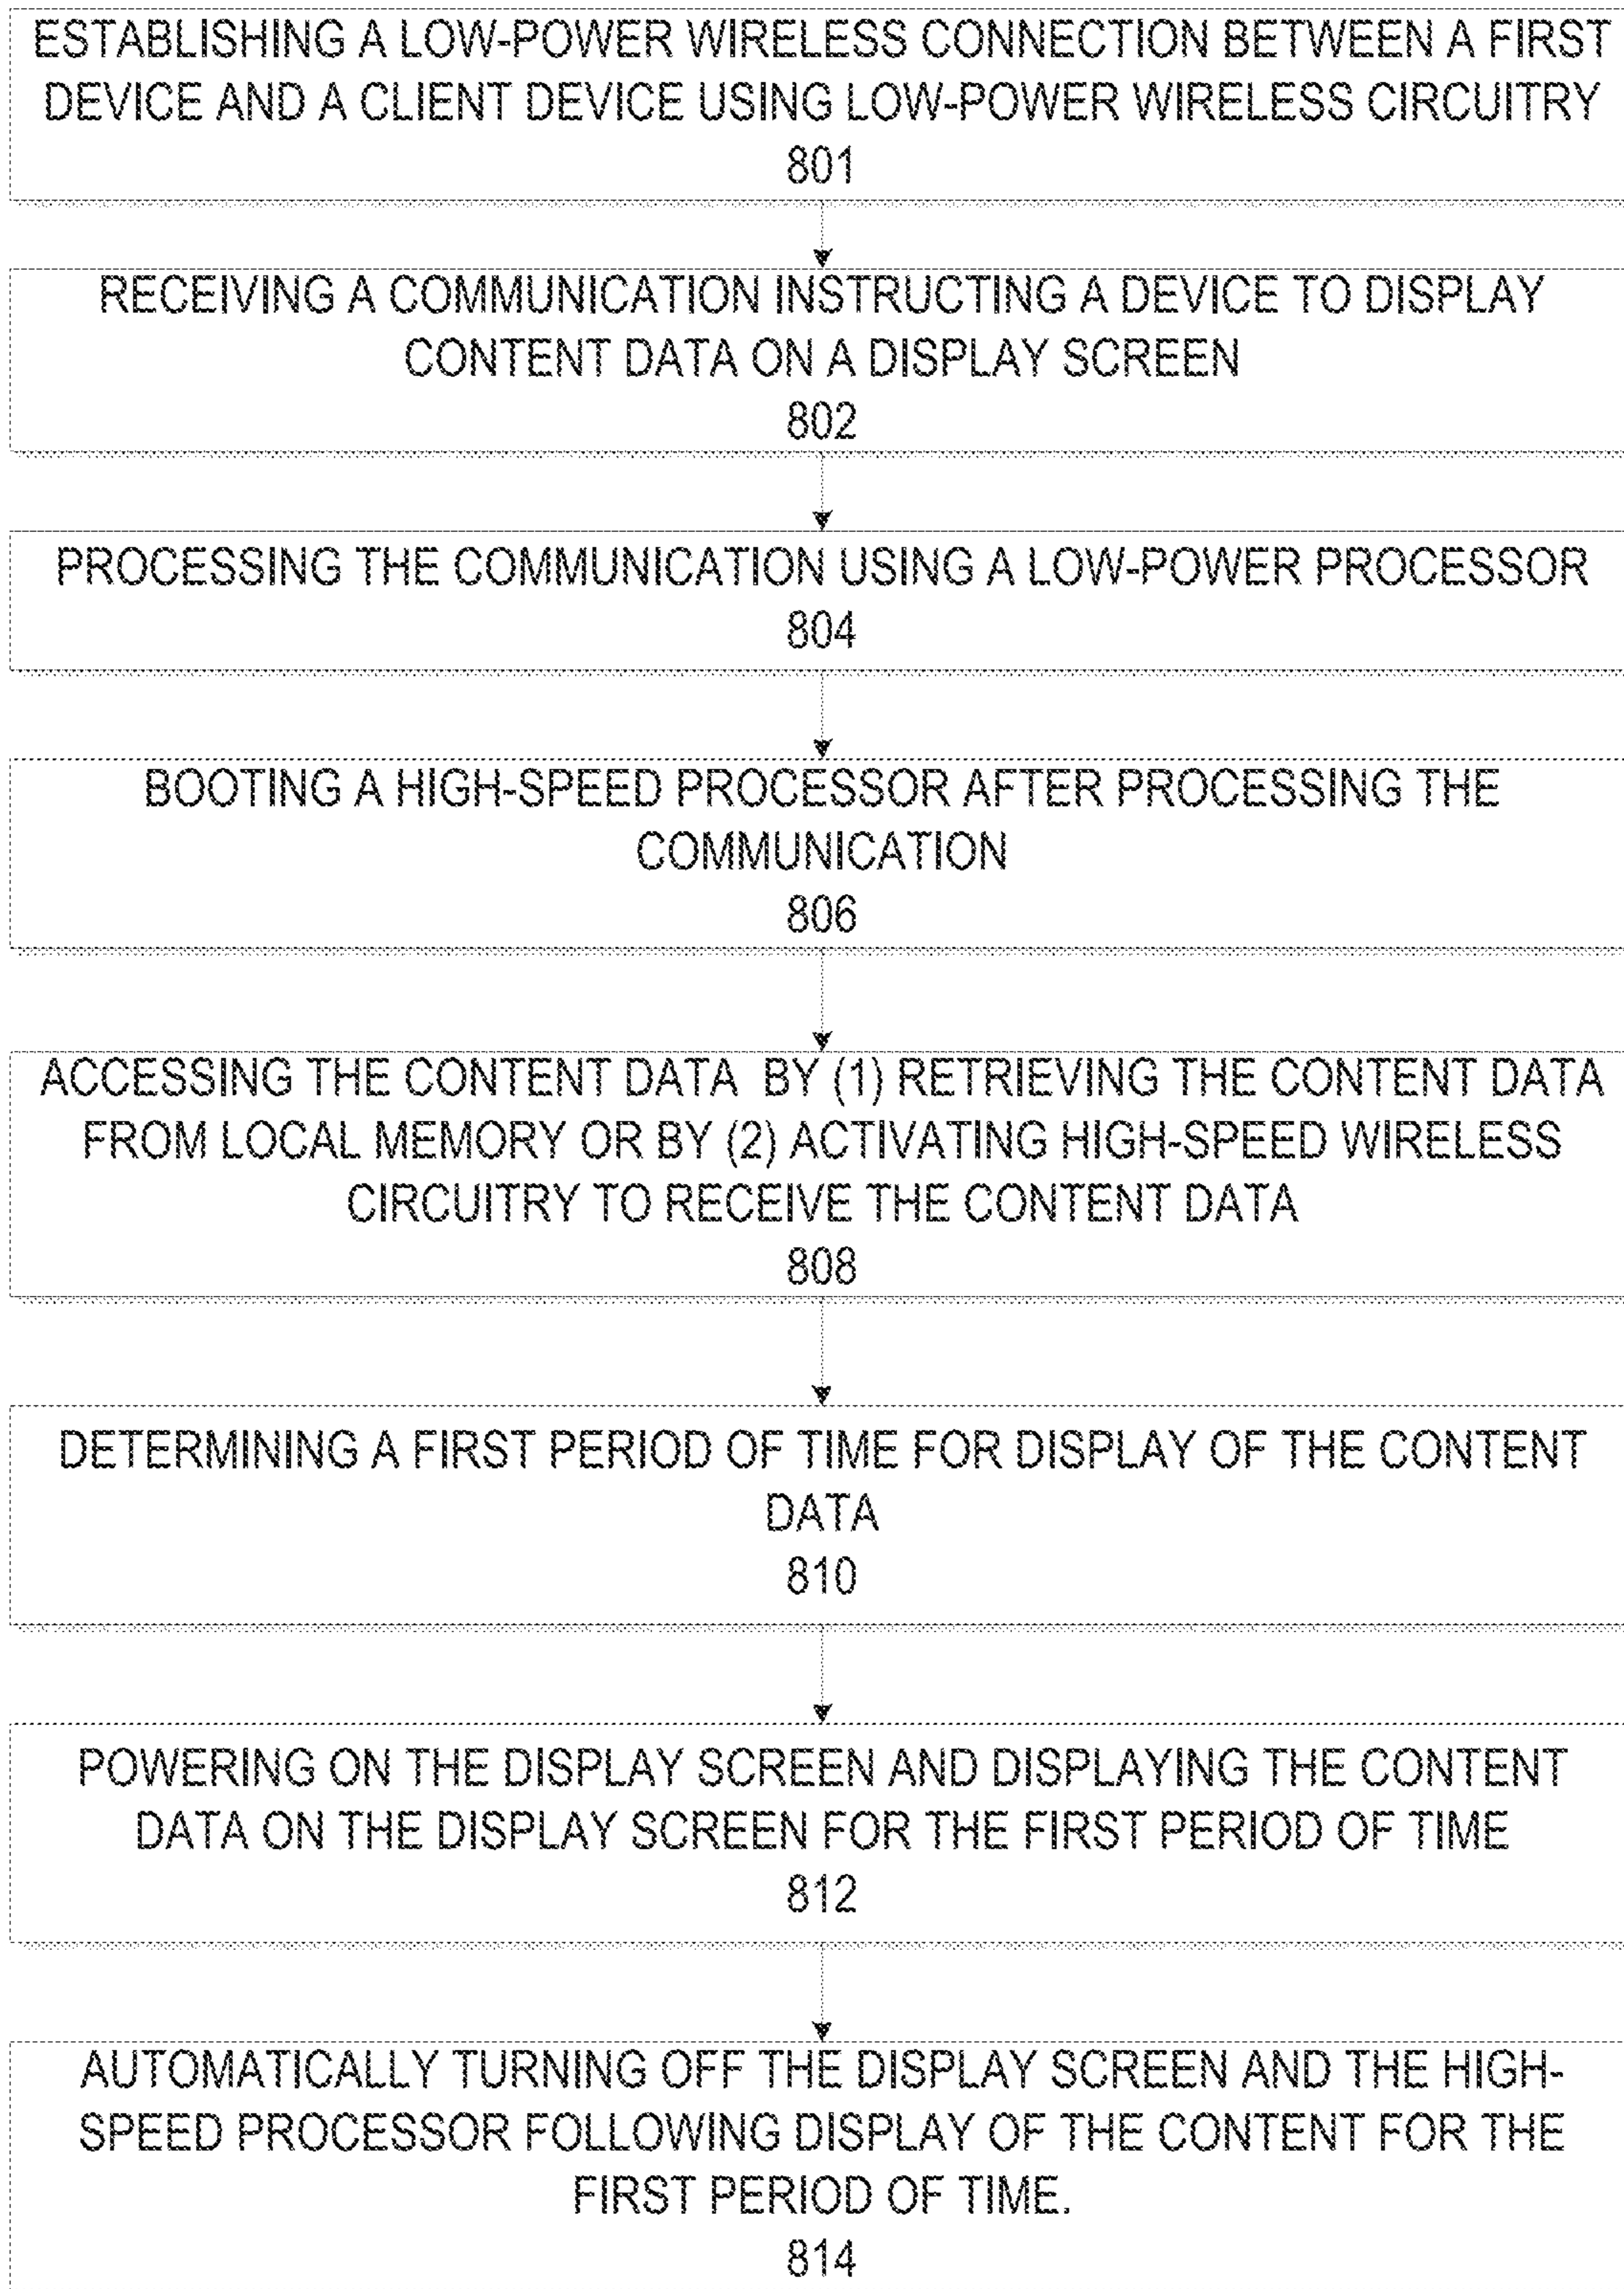 ESTABLISHING A LOW-POWER WIRELESS CONNECTION BETWEEN A FIRST
DEVICE AND A CLIENT DEVICE USING LOW-POWER WIRELESS CIRCUITRY
801
RECEIVING A COMMUNICATION INSTRUCTING A DEVICE TO DISPLAY
CONTENT DATA ON A DISPLAY SCREEN
802
PROCESSING THE COMMUNICATION USING A LOW-POWER PROCESSOR
804
BOOTING A HIGH-SPEED PROCESSOR AFTER PROCESSING THE
COMMUNICATION
806
ACCESSING THE CONTENT DATA BY (1) RETRIEVING THE CONTENT DATA
FROM LOCAL MEMORY OR BY (2) ACTIVATING HIGH-SPEED WIRELESS
CIRCUITRY TO RECEIVE THE CONTENT DATA
808
DETERMINING A FIRST PERIOD OF TIME FOR DISPLAY OF THE CONTENT
DATA
810
POWERING ON THE DISPLAY SCREEN AND DISPLAYING THE CONTENT
DATA ON THE DISPLAY SCREEN FOR THE FIRST PERIOD OF TIME
812
AUTOMATICALLY TURNING OFF THE DISPLAY SCREEN AND THE HIGH-
SPEED PROCESSOR FOLLOWING DISPLAY OF THE CONTENT FOR THE
FIRST PERIOD OF TIME.
814